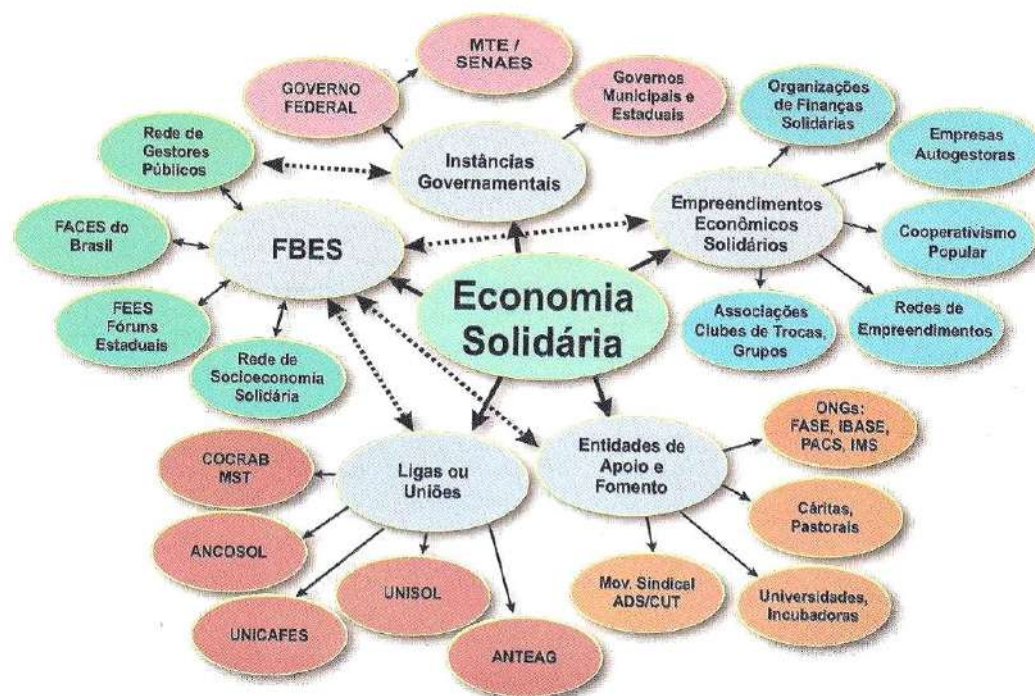 MTE /
SENAES
GOVERNO
FEDERAL
Governos
Municipais e
Estaduais
Organizações
de Finanças
Solidárias
Rede de
Gestores
Públicos
Instâncias
Governamentais
Empresas
Autogestoras
Empreendimentos
Econômicos
Solidários
FACES do
Brasil
FBES
Cooperativismo
Popular
Economia
Solidária
FEES
Fóruns
Estaduais
Associações
Clubes de Trocas,
Grupos
Redes de
Empreendimentos
Rede de
Socioeconomia
Solidária
ONGs:
FASE, IBASE,
PACS, IMS
COCRAB
MST
Ligas ou
Uniões
Entidades de
Apoio e
Fomento
Cáritas,
Pastorais
ANCOSOL
UNISOL
Mov. Sindical
ADS/CUT
Universidades,
Incubadoras
UNICAFES
ANTEAG